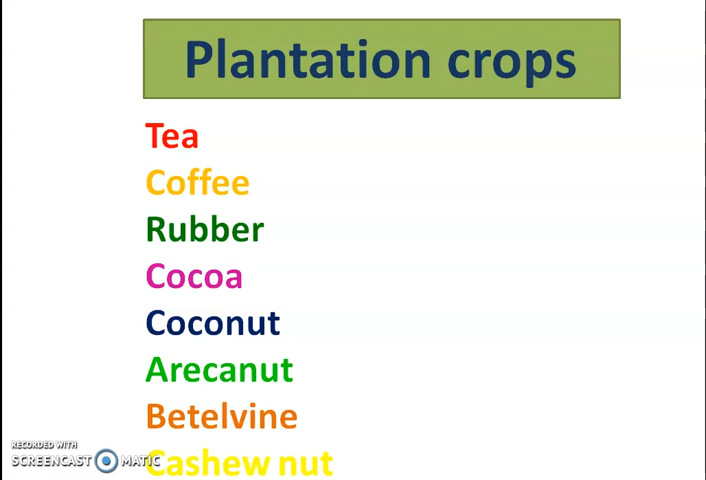 Plantation crops
Tea
Coffee
Rubber
Cocoa
Coconut
Arecanut
Betelvine
Cashew nut
RECORDED WITH
SCREENCAST MATIC